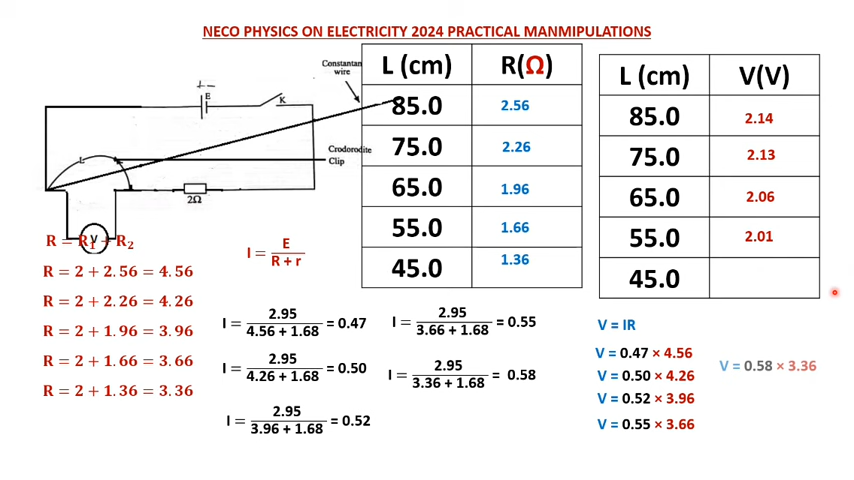 NECO PHYSICS ON ELECTRICITY 2024 PRACTICAL MANMIPULATIONS
Constantan
wire
+ −
E
K
L
Crodorodite
Clip
2Ω
V
L (cm) R(Ω)
85.0 2.56
75.0 2.26
65.0 1.96
55.0 1.66
45.0 1.36
L (cm) V(V)
85.0 2.14
75.0 2.13
65.0 2.06
55.0 2.01
45.0
R = R₁ + R₂
R = 2 + 2.56 = 4.56
R = 2 + 2.26 = 4.26
R = 2 + 1.96 = 3.96
R = 2 + 1.66 = 3.66
R = 2 + 1.36 = 3.36
I = E / R + r
I = 2.95 / 4.56 + 1.68 = 0.47
I = 2.95 / 4.26 + 1.68 = 0.50
I = 2.95 / 3.96 + 1.68 = 0.52
I = 2.95 / 3.66 + 1.68 = 0.55
I = 2.95 / 3.36 + 1.68 = 0.58
V = IR
V = 0.47 × 4.56
V = 0.50 × 4.26
V = 0.52 × 3.96
V = 0.55 × 3.66
V = 0.58 × 3.36